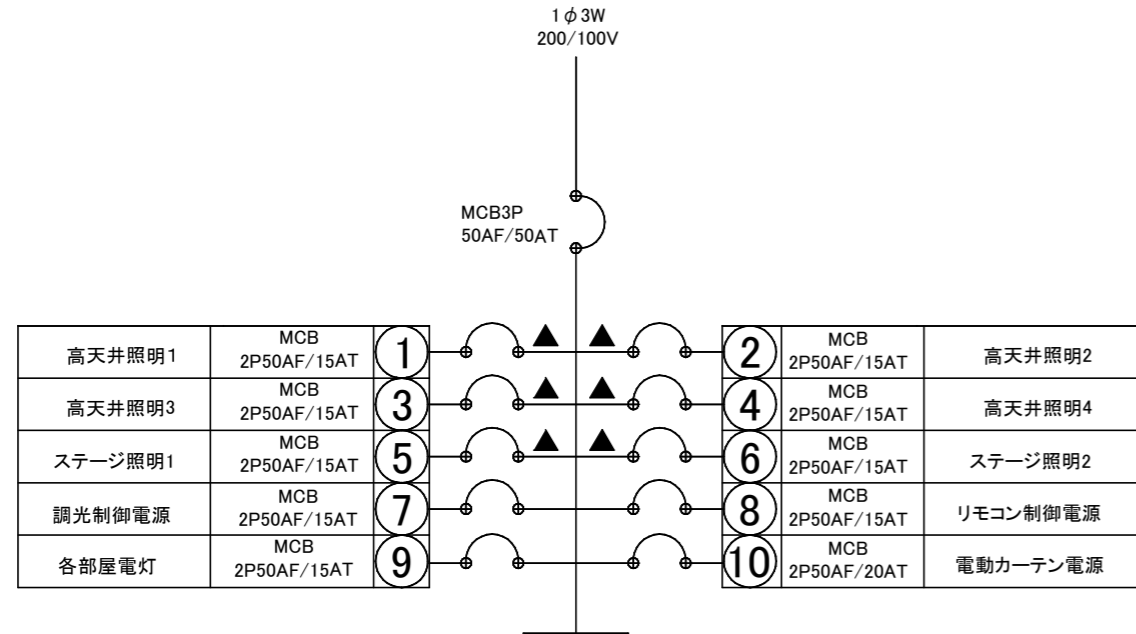 1φ3W
200/100V
MCB3P
50AF/50AT
高天井照明1
MCB
2P50AF/15AT
1
2
MCB
2P50AF/15AT
高天井照明2
高天井照明3
MCB
2P50AF/15AT
3
4
MCB
2P50AF/15AT
高天井照明4
ステージ照明1
MCB
2P50AF/15AT
5
6
MCB
2P50AF/15AT
ステージ照明2
調光制御電源
MCB
2P50AF/15AT
7
8
MCB
2P50AF/15AT
リモコン制御電源
各部屋電灯
MCB
2P50AF/15AT
9
10
MCB
2P50AF/20AT
電動カーテン電源